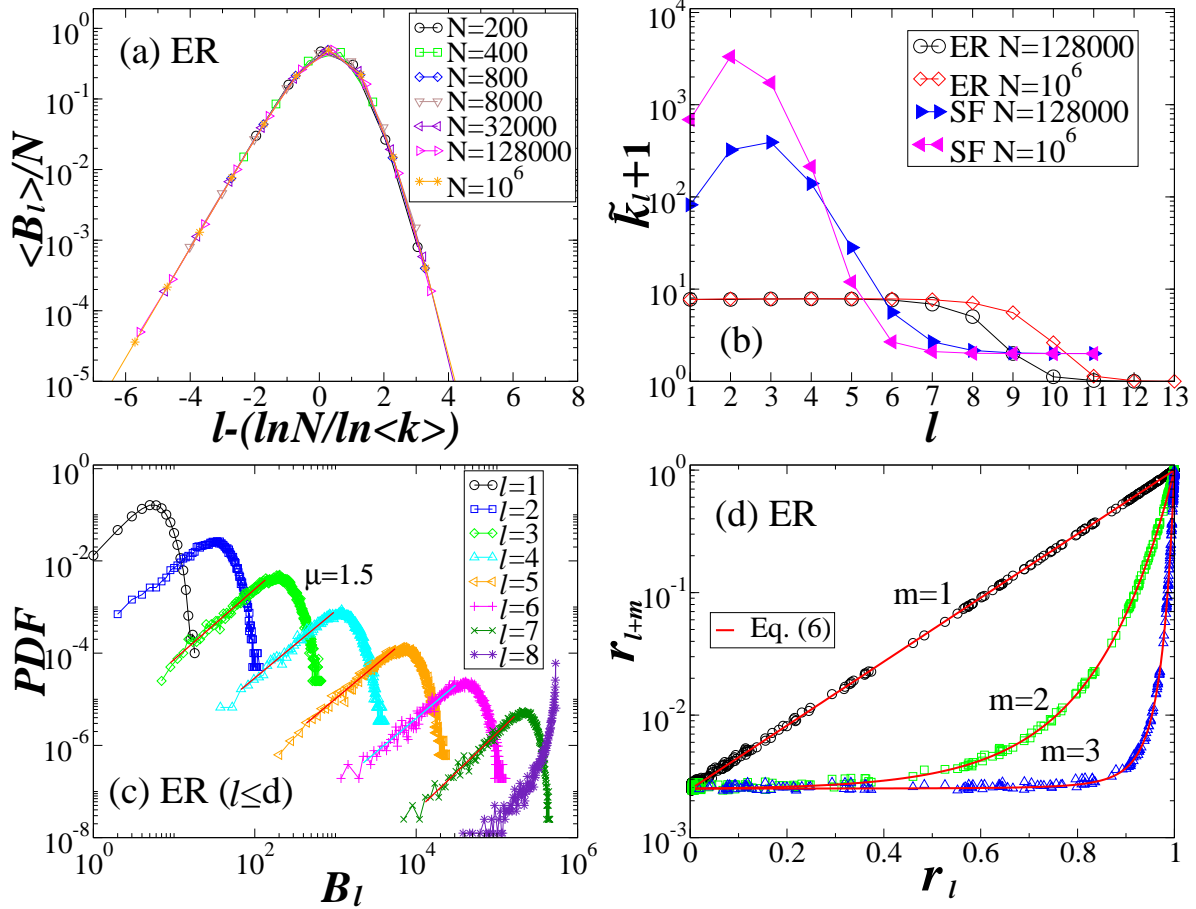 (a) ER
N=200
N=400
N=800
N=8000
N=32000
N=128000
N=10^6
<B_l>/N
10^0
10^-1
10^-2
10^-3
10^-4
10^-5
-6 -4 -2 0 2 4 6 8
l-(lnN/ln<k>)
ER N=128000
ER N=10^6
SF N=128000
SF N=10^6
k̃_l+1
10^4
10^3
10^2
10^1
10^0
(b)
1 2 3 4 5 6 7 8 9 10 11 12 13
l
l=1
l=2
l=3
l=4
l=5
l=6
l=7
l=8
μ=1.5
PDF
10^0
10^-2
10^-4
10^-6
10^-8
(c) ER (l≤d)
10^0 10^2 10^4 10^6
B_l
(d) ER
m=1
Eq. (6)
m=2
m=3
r_l+m
10^0
10^-1
10^-2
10^-3
0 0.2 0.4 0.6 0.8 1
r_l